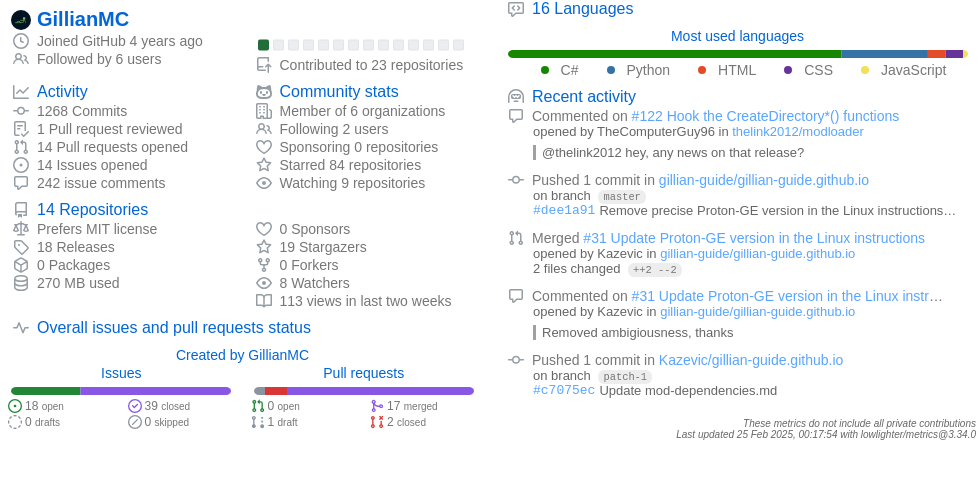 GillianMC
Joined GitHub 4 years ago
Followed by 6 users
Contributed to 23 repositories
Activity
1268 Commits
1 Pull request reviewed
14 Pull requests opened
14 Issues opened
242 issue comments
Community stats
Member of 6 organizations
Following 2 users
Sponsoring 0 repositories
Starred 84 repositories
Watching 9 repositories
14 Repositories
Prefers MIT license
18 Releases
0 Packages
270 MB used
0 Sponsors
19 Stargazers
0 Forkers
8 Watchers
113 views in last two weeks
Overall issues and pull requests status
Created by GillianMC
Issues
18 open
39 closed
0 drafts
0 skipped
Pull requests
0 open
17 merged
1 draft
2 closed
16 Languages
Most used languages
C# Python HTML CSS JavaScript
Recent activity
Commented on #122 Hook the CreateDirectory*() functions
opened by TheComputerGuy96 in thelink2012/modloader
@thelink2012 hey, any news on that release?
Pushed 1 commit in gillian-guide/gillian-guide.github.io
on branch master
#dee1a91 Remove precise Proton-GE version in the Linux instructions…
Merged #31 Update Proton-GE version in the Linux instructions
opened by Kazevic in gillian-guide/gillian-guide.github.io
2 files changed ++2 --2
Commented on #31 Update Proton-GE version in the Linux instr…
opened by Kazevic in gillian-guide/gillian-guide.github.io
Removed ambigiousness, thanks
Pushed 1 commit in Kazevic/gillian-guide.github.io
on branch patch-1
#c7075ec Update mod-dependencies.md
These metrics do not include all private contributions
Last updated 25 Feb 2025, 00:17:54 with lowlighter/metrics@3.34.0